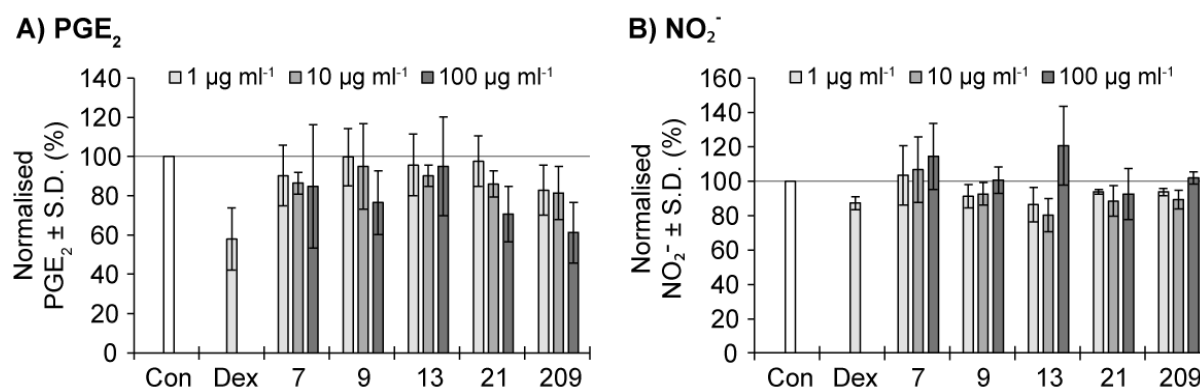 A) PGE₂
1 µg ml⁻¹ 10 µg ml⁻¹ 100 µg ml⁻¹
Normalised
PGE₂ ± S.D. (%)
140
120
100
80
60
40
20
0
Con Dex 7 9 13 21 209
B) NO₂⁻
1 µg ml⁻¹ 10 µg ml⁻¹ 100 µg ml⁻¹
Normalised
NO₂⁻ ± S.D. (%)
160
140
120
100
80
60
40
20
0
Con Dex 7 9 13 21 209